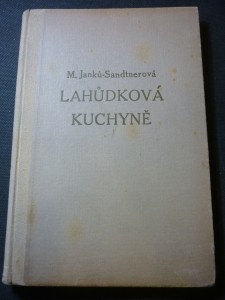 M. Janků-Sandtnerová
LAHŮDKOVÁ
KUCHYNĚ